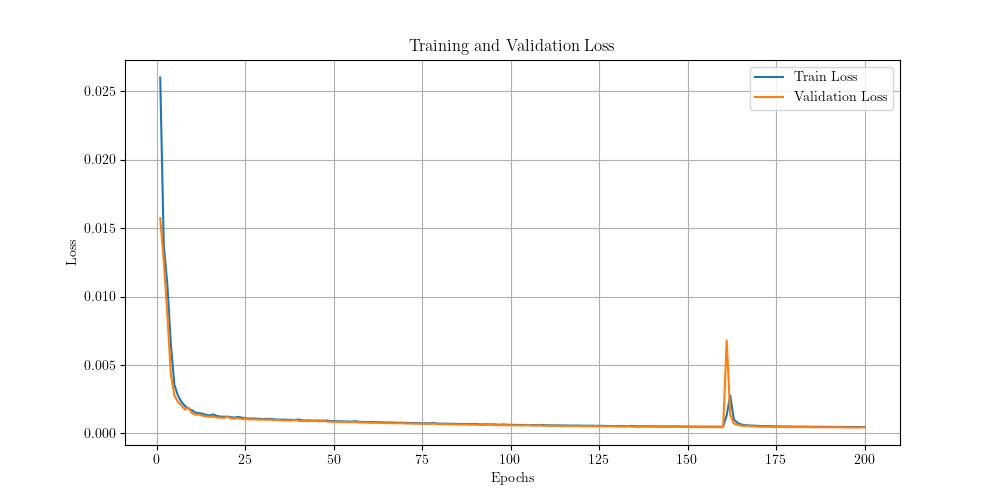 Training and Validation Loss
Train Loss
Validation Loss
Loss
0.025
0.020
0.015
0.010
0.005
0.000
0 25 50 75 100 125 150 175 200
Epochs